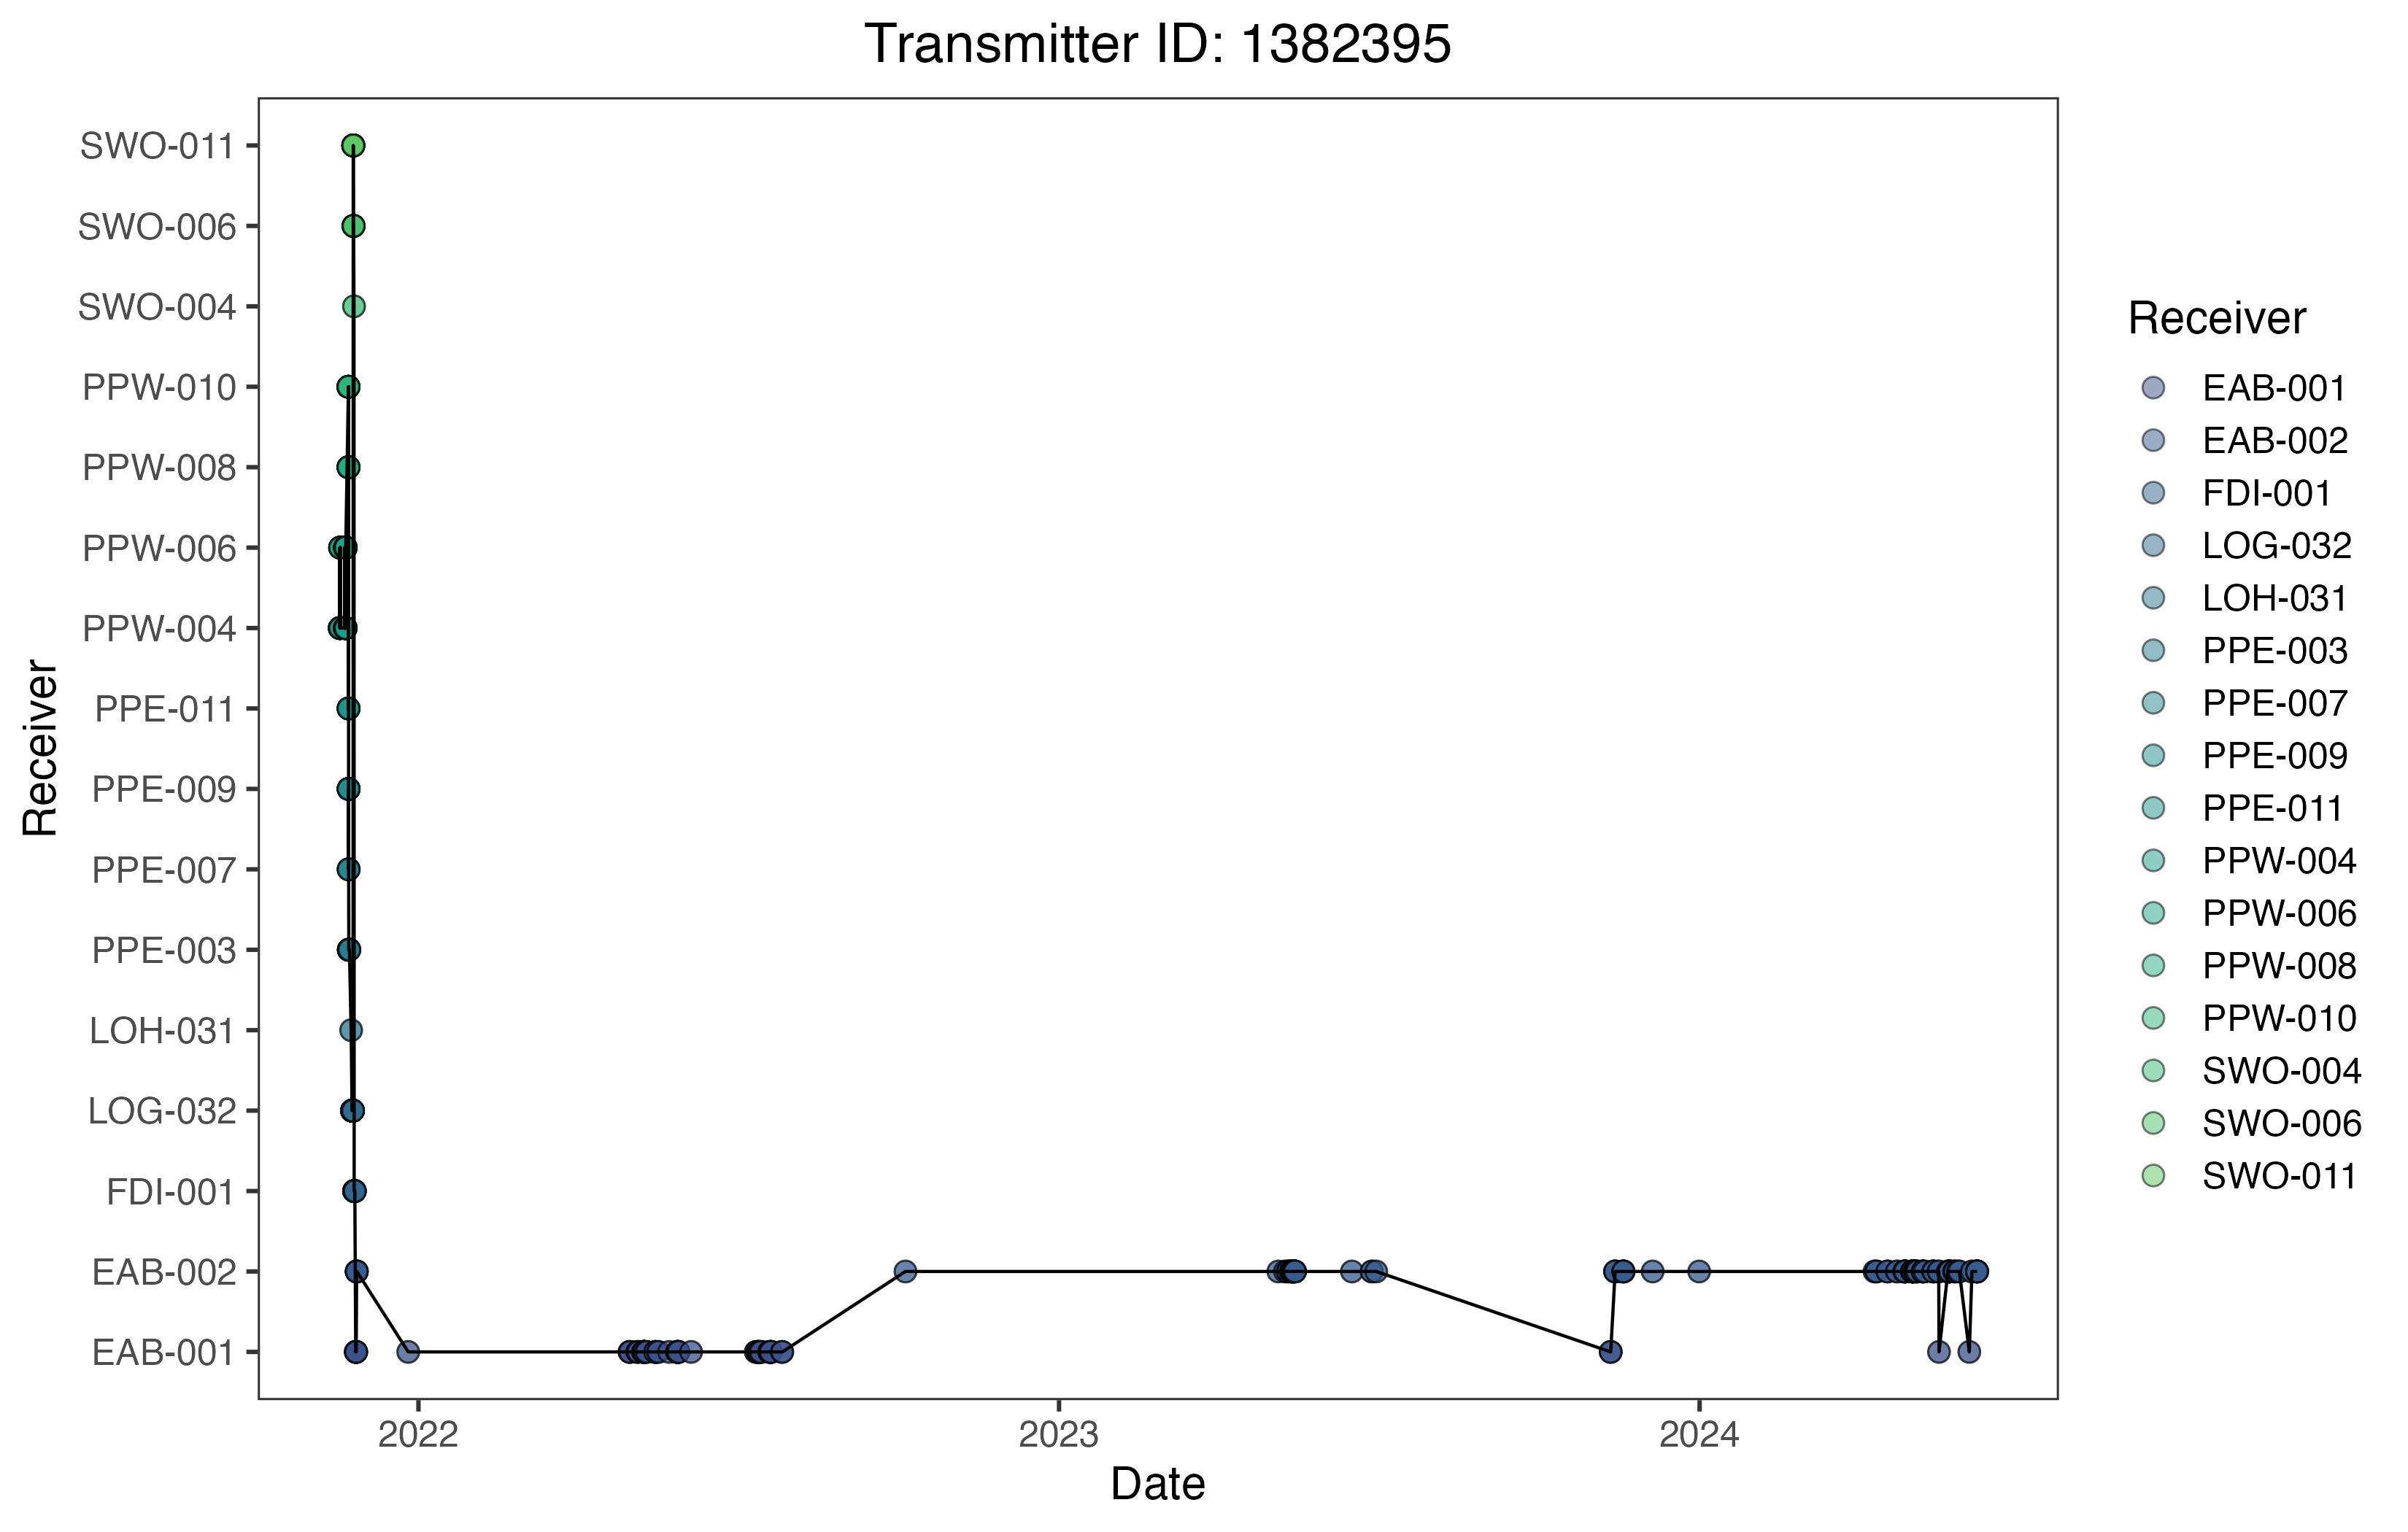 Transmitter ID: 1382395
SWO-011
SWO-006
SWO-004
PPW-010
PPW-008
PPW-006
PPW-004
PPE-011
PPE-009
PPE-007
PPE-003
LOH-031
LOG-032
FDI-001
EAB-002
EAB-001
Receiver
2022
2023
2024
Date
Receiver
EAB-001
EAB-002
FDI-001
LOG-032
LOH-031
PPE-003
PPE-007
PPE-009
PPE-011
PPW-004
PPW-006
PPW-008
PPW-010
SWO-004
SWO-006
SWO-011